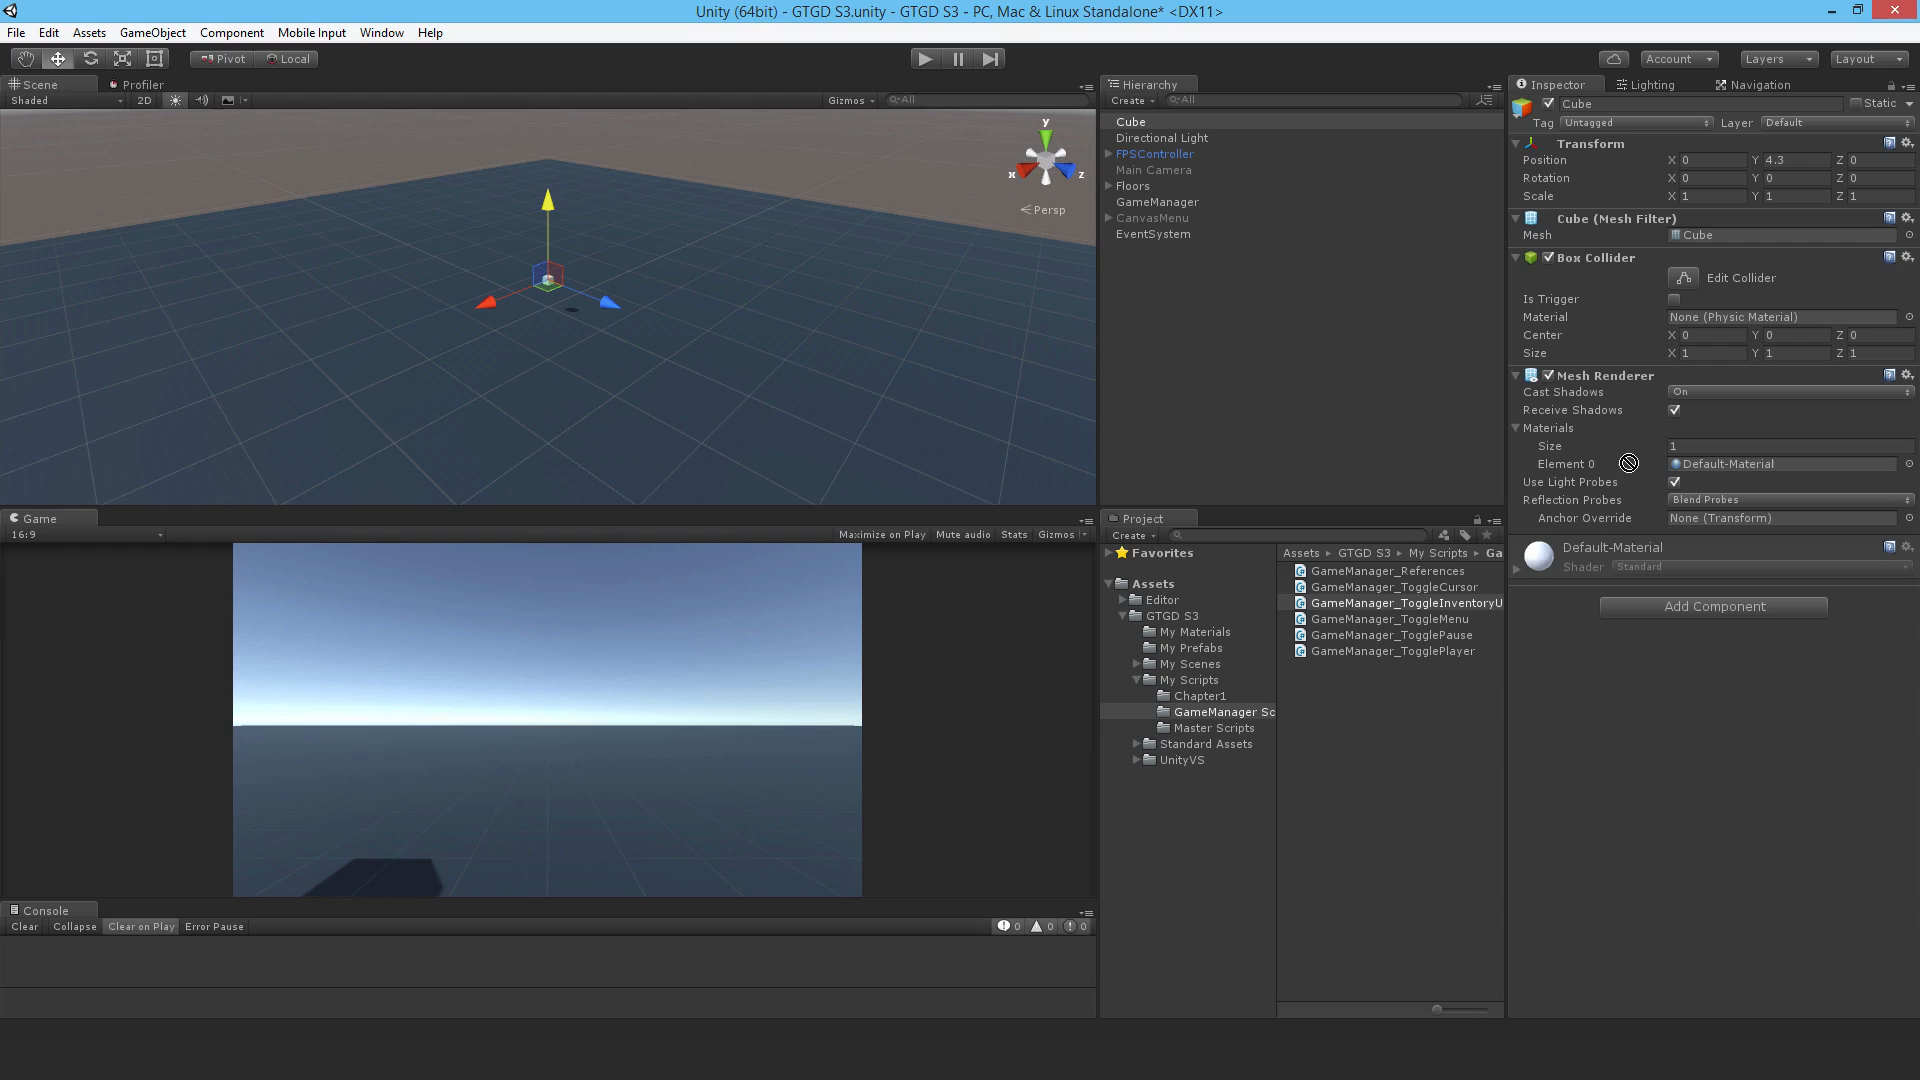 Unity (64bit) - GTGD S3.unity - GTGD S3 - PC, Mac & Linux Standalone* <DX11>
File Edit Assets GameObject Component Mobile Input Window Help
Pivot Local Account Layers Layout
Scene Profiler
Shaded 2D Gizmos All
y
x z
Persp
Hierarchy
Create All
Cube
Directional Light
FPSController
Main Camera
Floors
GameManager
CanvasMenu
EventSystem
Inspector Lighting Navigation
Cube Static
Tag Untagged Layer Default
Transform
Position X 0 Y 4.3 Z 0
Rotation X 0 Y 0 Z 0
Scale X 1 Y 1 Z 1
Cube (Mesh Filter)
Mesh Cube
Box Collider
Edit Collider
Is Trigger
Material None (Physic Material)
Center X 0 Y 0 Z 0
Size X 1 Y 1 Z 1
Mesh Renderer
Cast Shadows On
Receive Shadows
Materials
Size 1
Element 0 Default-Material
Use Light Probes
Reflection Probes Blend Probes
Anchor Override None (Transform)
Default-Material
Shader Standard
Add Component
Game
16:9 Maximize on Play Mute audio Stats Gizmos
Project
Create
Favorites
Assets
Editor
GTGD S3
My Materials
My Prefabs
My Scenes
My Scripts
Chapter1
GameManager Sc
Master Scripts
Standard Assets
UnityVS
Assets GTGD S3 My Scripts Ga
GameManager_References
GameManager_ToggleCursor
GameManager_ToggleInventoryU
GameManager_ToggleMenu
GameManager_TogglePause
GameManager_TogglePlayer
Console
Clear Collapse Clear on Play Error Pause 0 0 0